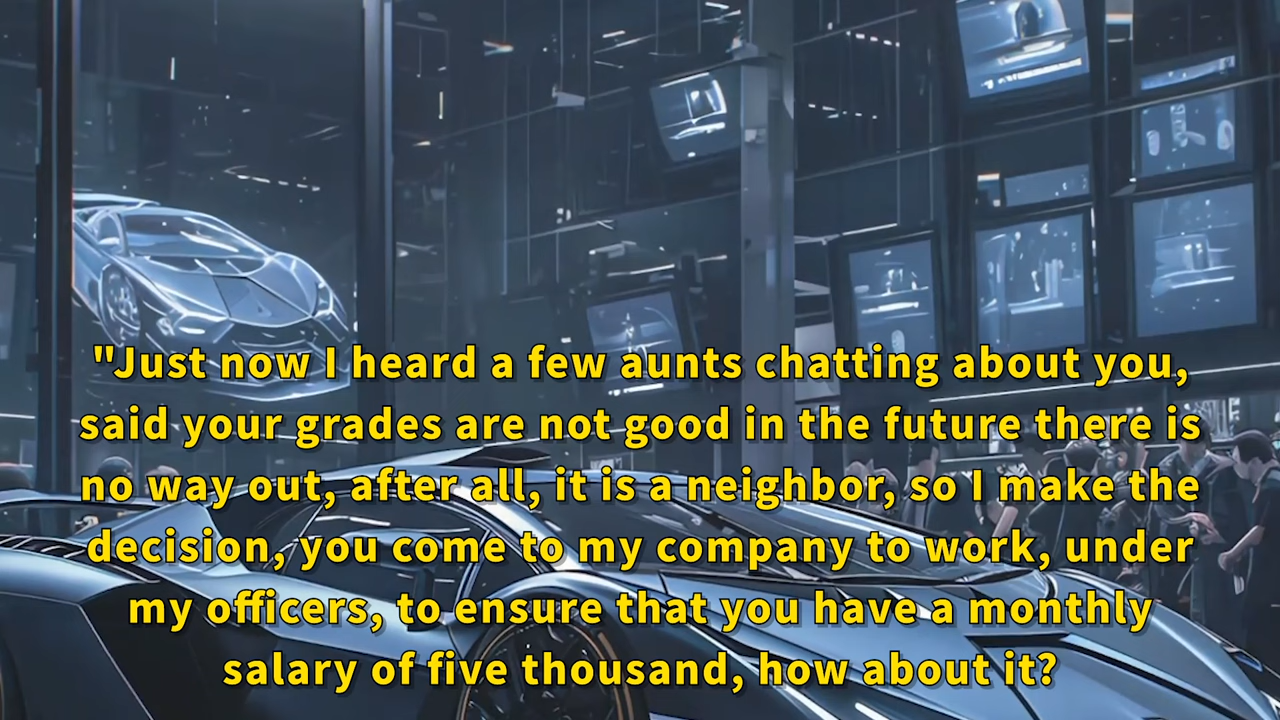 "Just now I heard a few aunts chatting about you,
said your grades are not good in the future there is
no way out, after all, it is a neighbor, so I make the
decision, you come to my company to work, under
my officers, to ensure that you have a monthly
salary of five thousand, how about it?